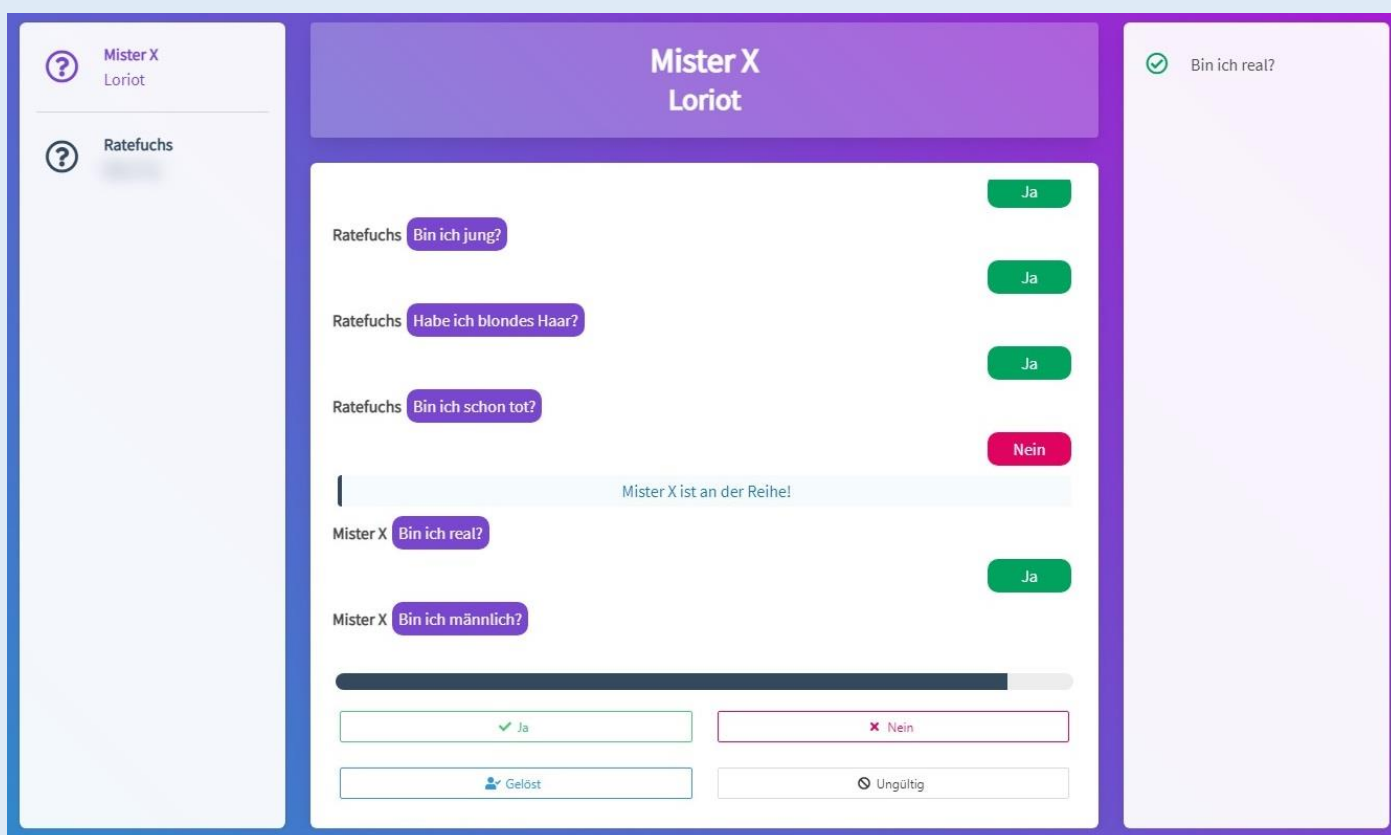 Mister X
Loriot
Ratefuchs
Mister X
Loriot
Ja
Ratefuchs Bin ich jung?
Ja
Ratefuchs Habe ich blondes Haar?
Ja
Ratefuchs Bin ich schon tot?
Nein
Mister X ist an der Reihe!
Mister X Bin ich real?
Ja
Mister X Bin ich männlich?
Ja
Nein
Gelöst
Ungültig
Bin ich real?